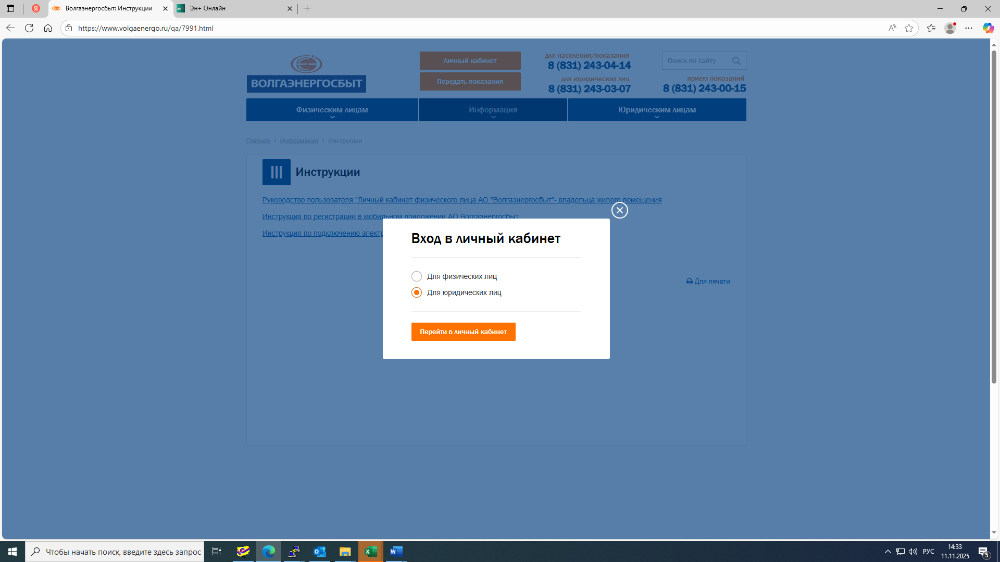 Волгаэнергосбыт: Инструкции
Эн+ Онлайн
https://www.volgaenergo.ru/qa/7991.html
ВОЛГАЭНЕРГОСБЫТ
Личный кабинет
Передать показания
для населения/показания
8 (831) 243-04-14
для юридических лиц
8 (831) 243-03-07
Поиск по сайту
прием показаний
8 (831) 243-00-15
Физическим лицам
Информация
Юридическим лицам
Главная / Информация / Инструкции
Инструкции
Руководство пользователя "Личный кабинет физического лица АО "Волгаэнергосбыт"- владельца жилого помещения
Инструкция по регистрации в мобильном приложении АО Волгаэнергосбыт
Инструкция по подключению электр
Вход в личный кабинет
Для физических лиц
Для юридических лиц
Перейти в личный кабинет
Для печати
Чтобы начать поиск, введите здесь запрос
РУС
14:33
11.11.2025
5